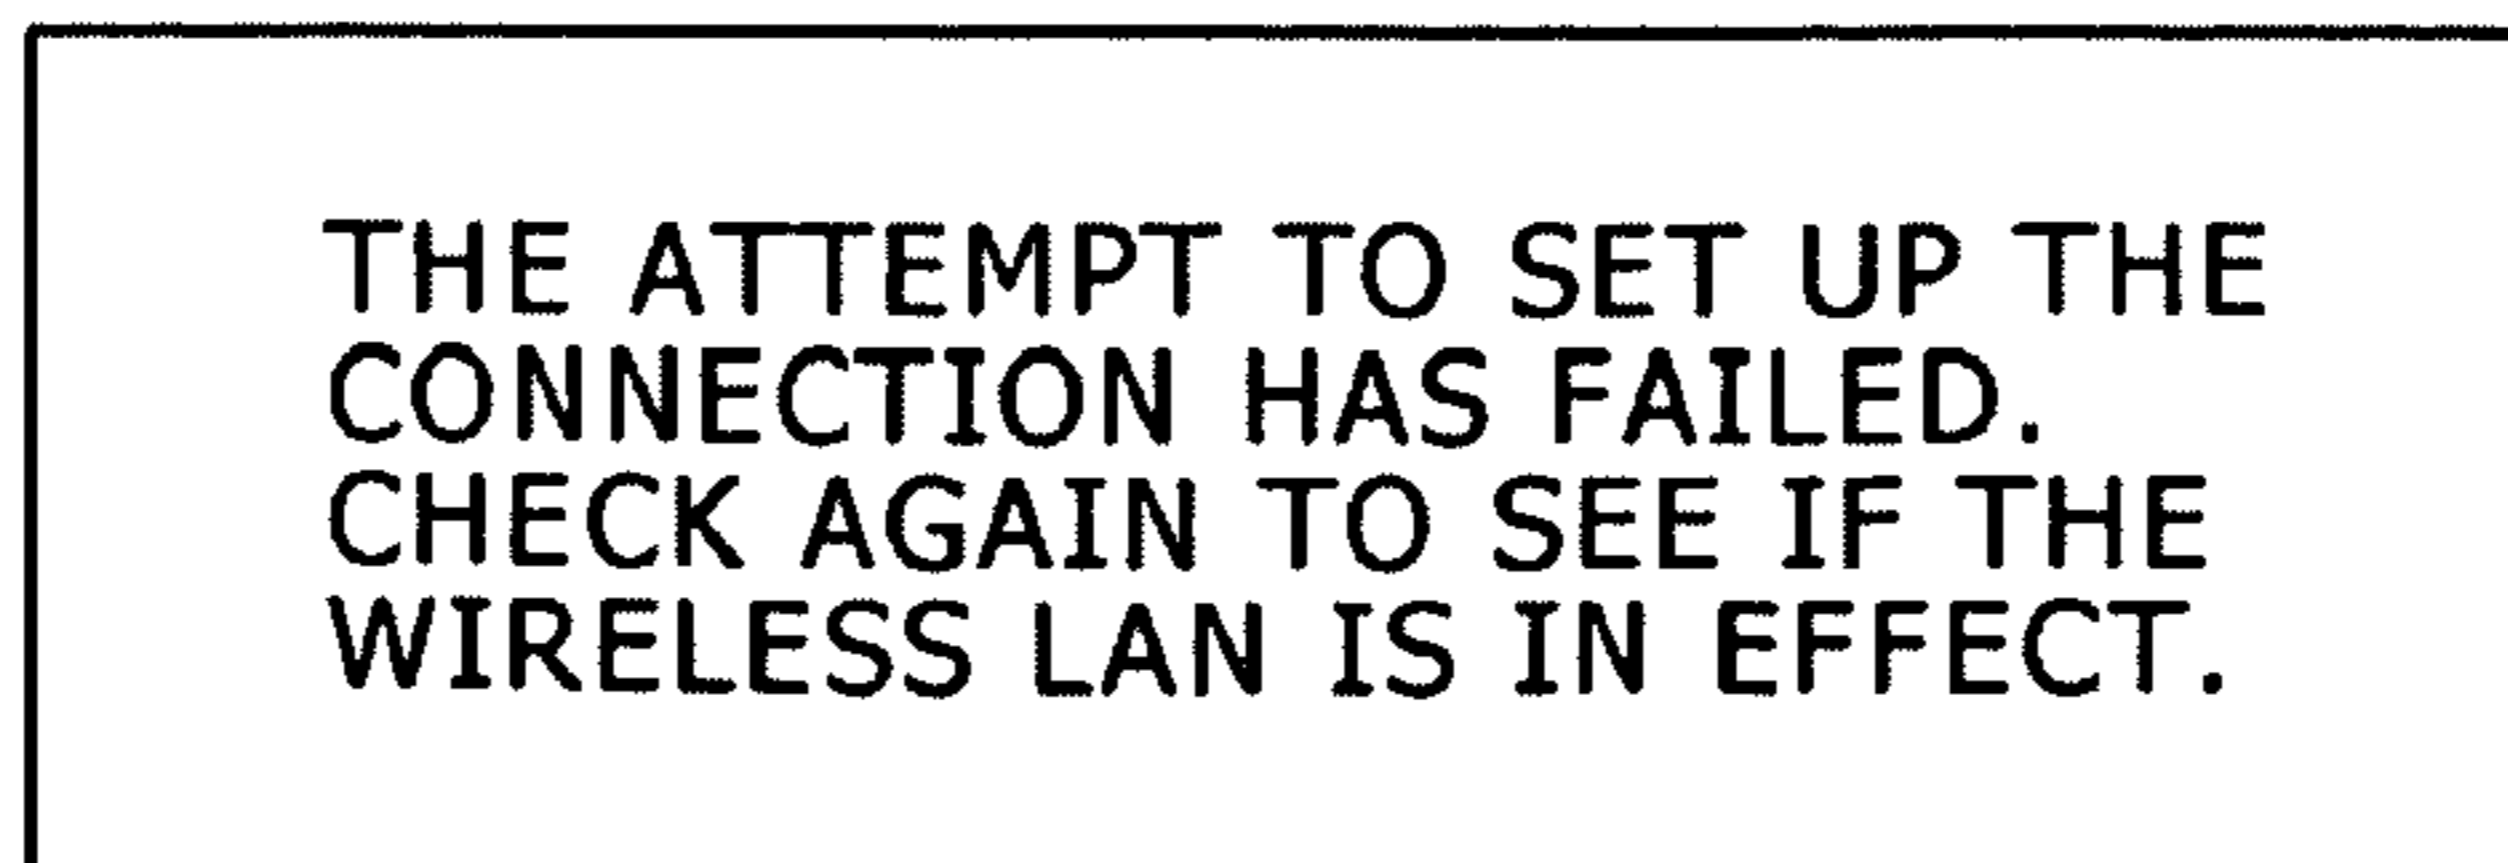 THE ATTEMPT TO SET UP THE
CONNECTION HAS FAILED.
CHECK AGAIN TO SEE IF THE
WIRELESS LAN IS IN EFFECT.